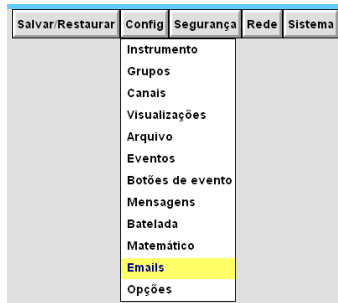 Salvar/Restaurar Config Segurança Rede Sistema
Instrumento
Grupos
Canais
Visualizações
Arquivo
Eventos
Botões de evento
Mensagens
Batelada
Matemático
Emails
Opções